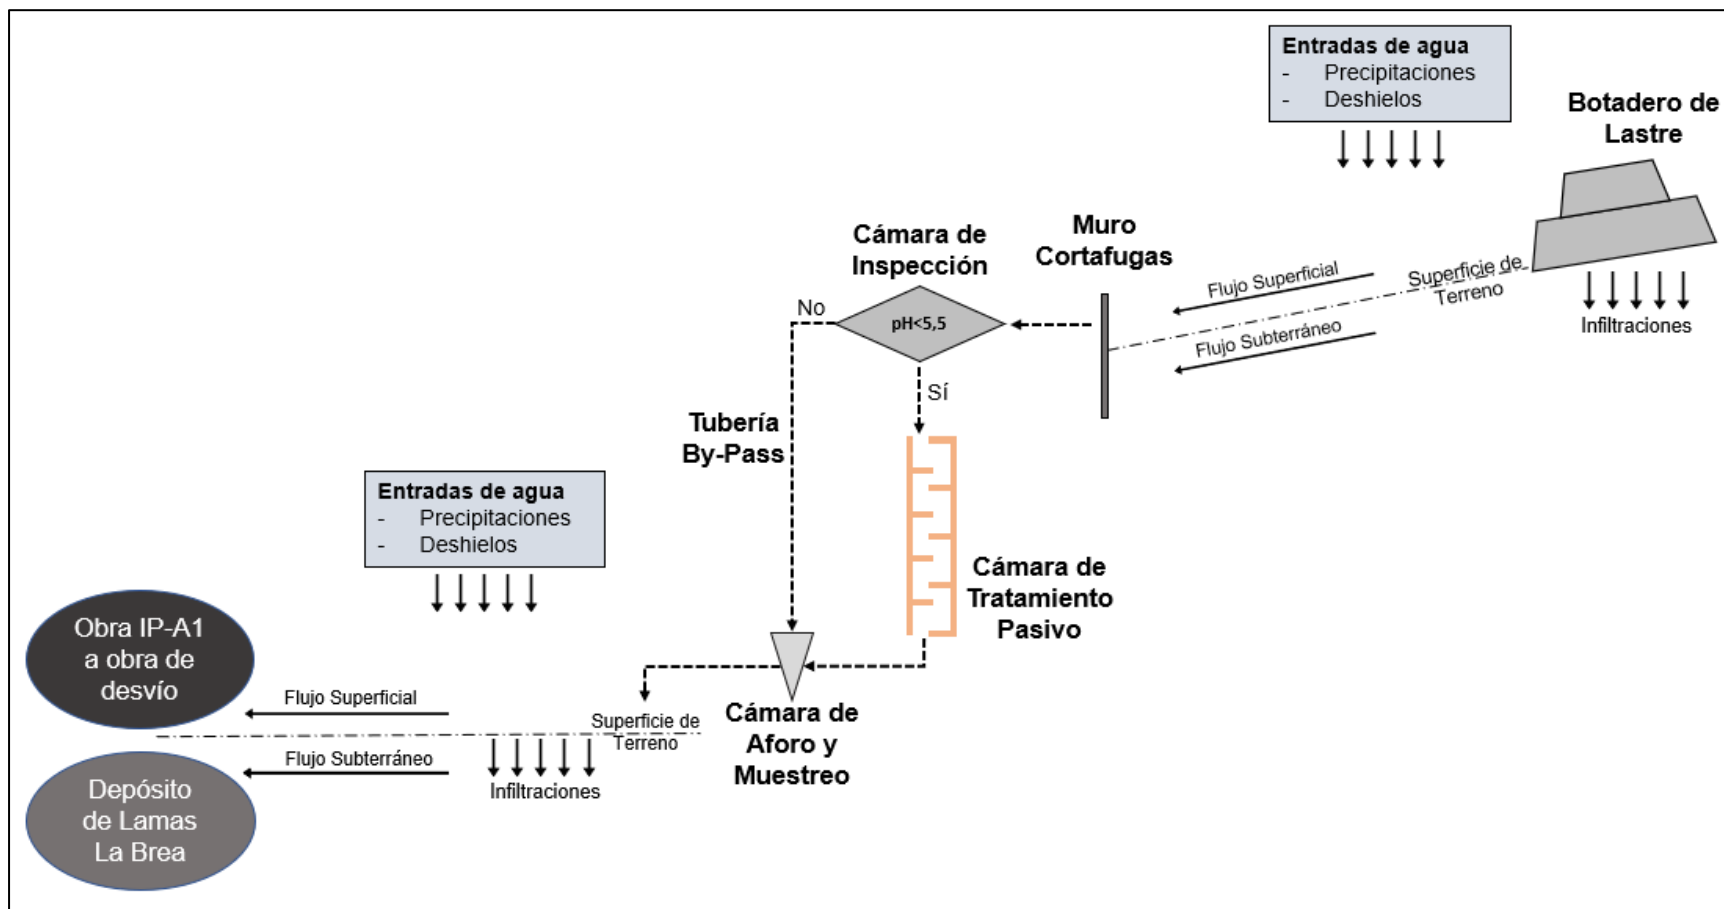 Entradas de agua
- Precipitaciones
- Deshielos
Botadero de
Lastre
Muro
Cortafugas
Cámara de
Inspección
Flujo Superficial
Superficie de
Terreno
Flujo Subterráneo
Infiltraciones
No
pH<5,5
Sí
Tubería
By-Pass
Entradas de agua
- Precipitaciones
- Deshielos
Cámara de
Tratamiento
Pasivo
Obra IP-A1
a obra de
desvío
Flujo Superficial
Superficie de
Terreno
Cámara de
Aforo y
Muestreo
Flujo Subterráneo
Infiltraciones
Depósito
de Lamas
La Brea